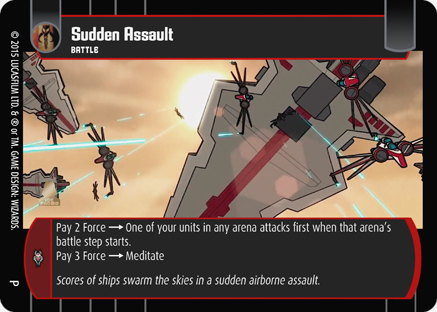 Sudden Assault
BATTLE
© 2015 LUCASFILM LTD. & ® or TM. GAME DESIGN: WIZARDS.
P
Pay 2 Force → One of your units in any arena attacks first when that arena's
battle step starts.
Pay 3 Force → Meditate
Scores of ships swarm the skies in a sudden airborne assault.